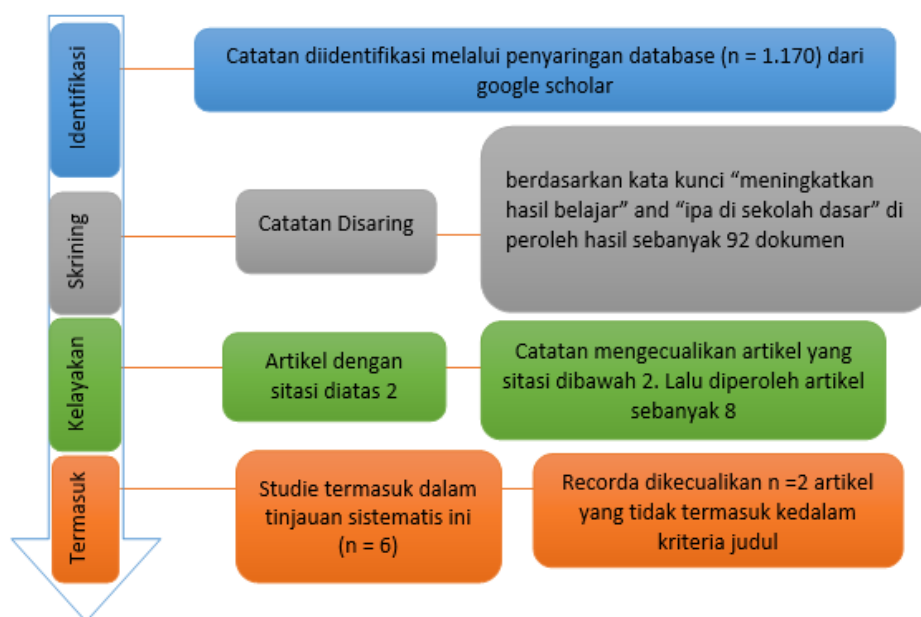 Identifikasi
Catatan diidentifikasi melalui penyaringan database (n = 1.170) dari
google scholar
Skrining
Catatan Disaring
berdasarkan kata kunci “meningkatkan
hasil belajar” and “ipa di sekolah dasar” di
peroleh hasil sebanyak 92 dokumen
Kelayakan
Artikel dengan
sitasi diatas 2
Catatan mengecualikan artikel yang
sitasi dibawah 2. Lalu diperoleh artikel
sebanyak 8
Termasuk
Studie termasuk dalam
tinjauan sistematis ini
(n = 6)
Recorda dikecualikan n =2 artikel
yang tidak termasuk kedalam
kriteria judul